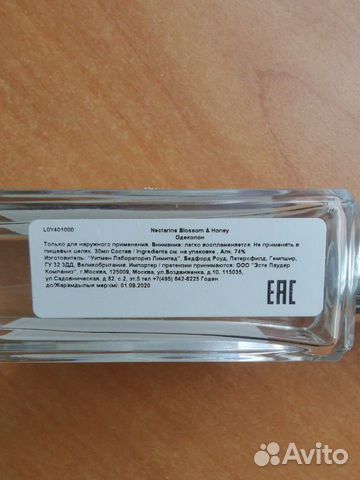 L0Y401000
Nectarine Blossom & Honey
Одеколон
Только для наружного применения. Внимание: легко воспламеняется. Не применять в
пищевых целях. 30мл Состав / Ingredients см. на упаковке , Алк. 74%
Изготовитель: "Уитмен Лабораториз Лимитед", Бедфорд Роуд, Петерсфилд, Гемпшир,
ГУ 32 3ДД, Великобритания. Импортер / претензии принимаются: ООО "Эсте Лаудер
Компаниз", г.Москва, 125009, Москва, ул.Воздвиженка, д.10, 115035,
ул.Садовническая, д.82, с.2, эт.5 тел +7(495) 642-8225 Годен
до/Жарамдылық мерзімі: 01.09.2020
EAC
Avito